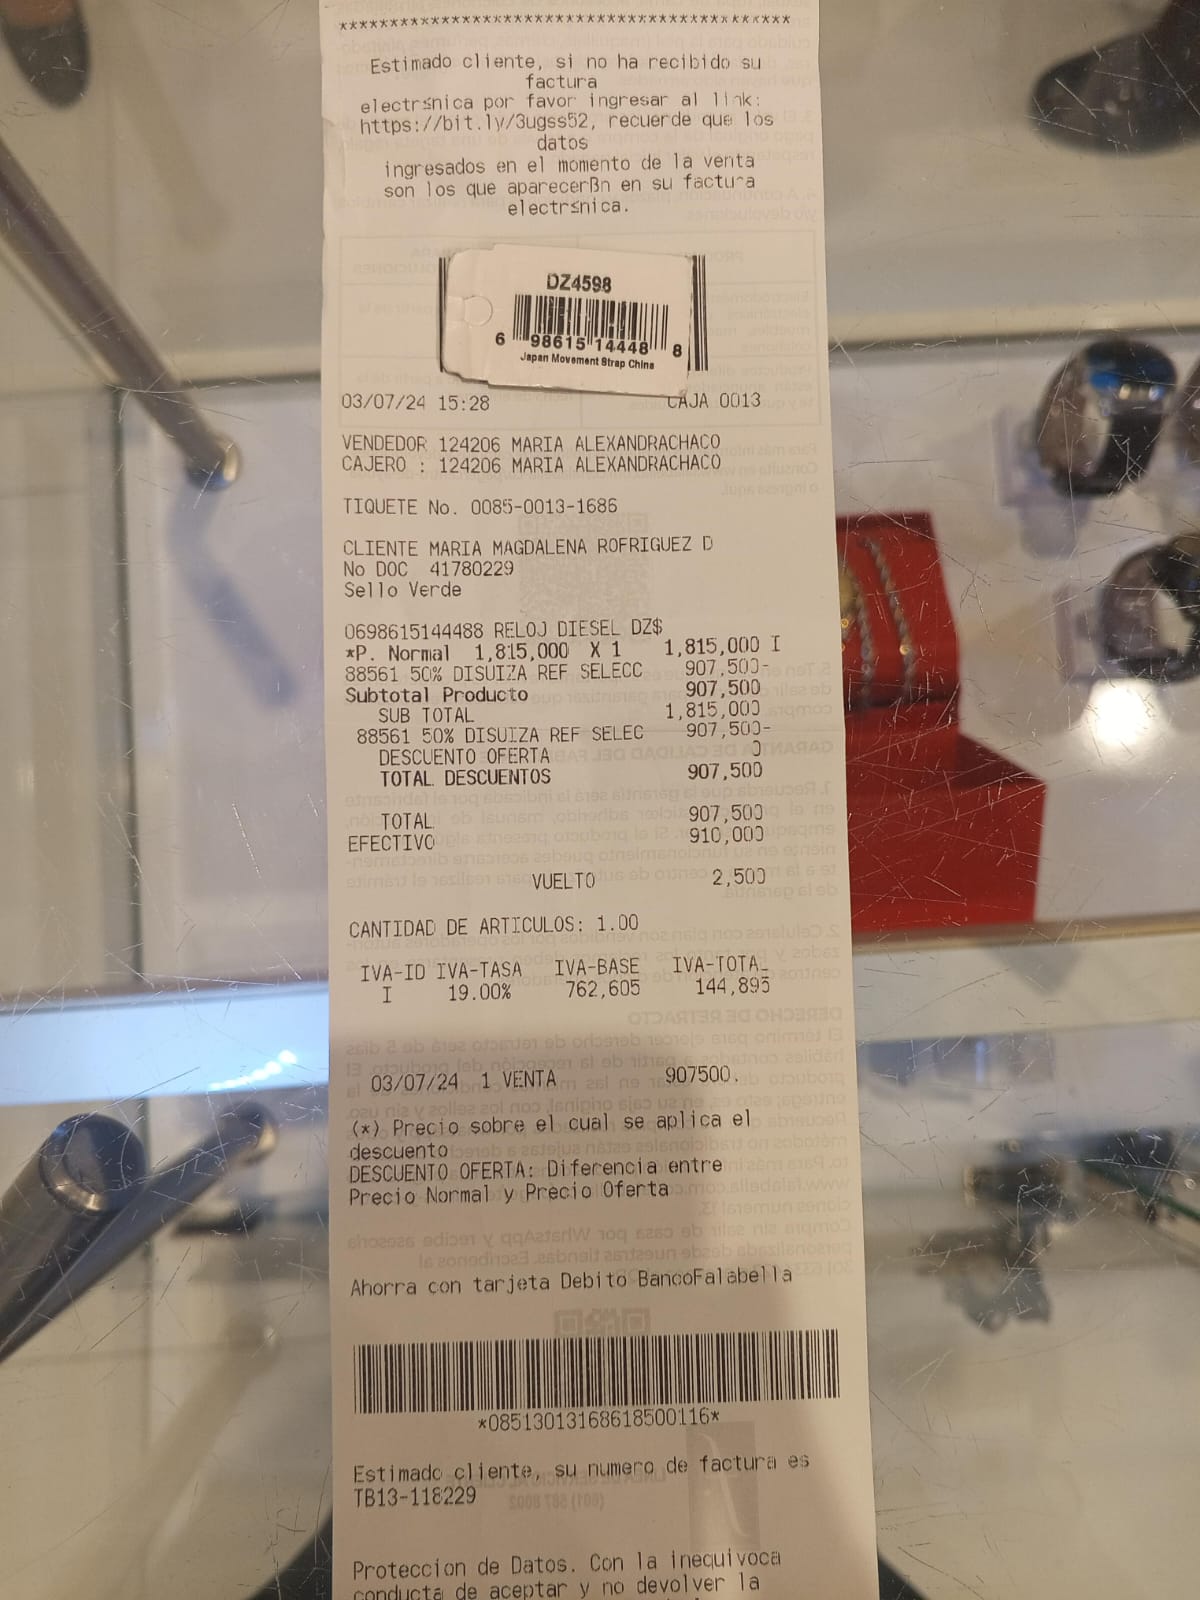 ********************************************
Estimado cliente, si no ha recibido su
factura
electr≤nica por favor ingresar al link:
https://bit.ly/3ugss52, recuerde que los
datos
ingresados en el momento de la venta
son los que aparecerßn en su factura
electr≤nica.
DZ4598
6 98615 14448 8
Japan Movement Strap China
03/07/24 15:28 CAJA 0013
VENDEDOR 124206 MARIA ALEXANDRACHACO
CAJERO : 124206 MARIA ALEXANDRACHACO
TIQUETE No. 0085-0013-1686
CLIENTE MARIA MAGDALENA ROFRIGUEZ D
No DOC 41780229
Sello Verde
0698615144488 RELOJ DIESEL DZ$
*P. Normal 1,815,000 X 1 1,815,000 I
88561 50% DISUIZA REF SELECC 907,500-
Subtotal Producto 907,500
SUB TOTAL 1,815,000
88561 50% DISUIZA REF SELEC 907,500-
DESCUENTO OFERTA 0
TOTAL DESCUENTOS 907,500
TOTAL 907,500
EFECTIVO 910,000
VUELTO 2,500
CANTIDAD DE ARTICULOS: 1.00
IVA-ID IVA-TASA IVA-BASE IVA-TOTAL
I 19.00% 762,605 144,895
03/07/24 1 VENTA 907500.
(*) Precio sobre el cual se aplica el
descuento
DESCUENTO OFERTA: Diferencia entre
Precio Normal y Precio Oferta
Ahorra con tarjeta Debito BancoFalabella
*08513013168618500116*
Estimado cliente, su numero de factura es
TB13-118229
Proteccion de Datos. Con la inequivoca
conducta de aceptar y no devolver la